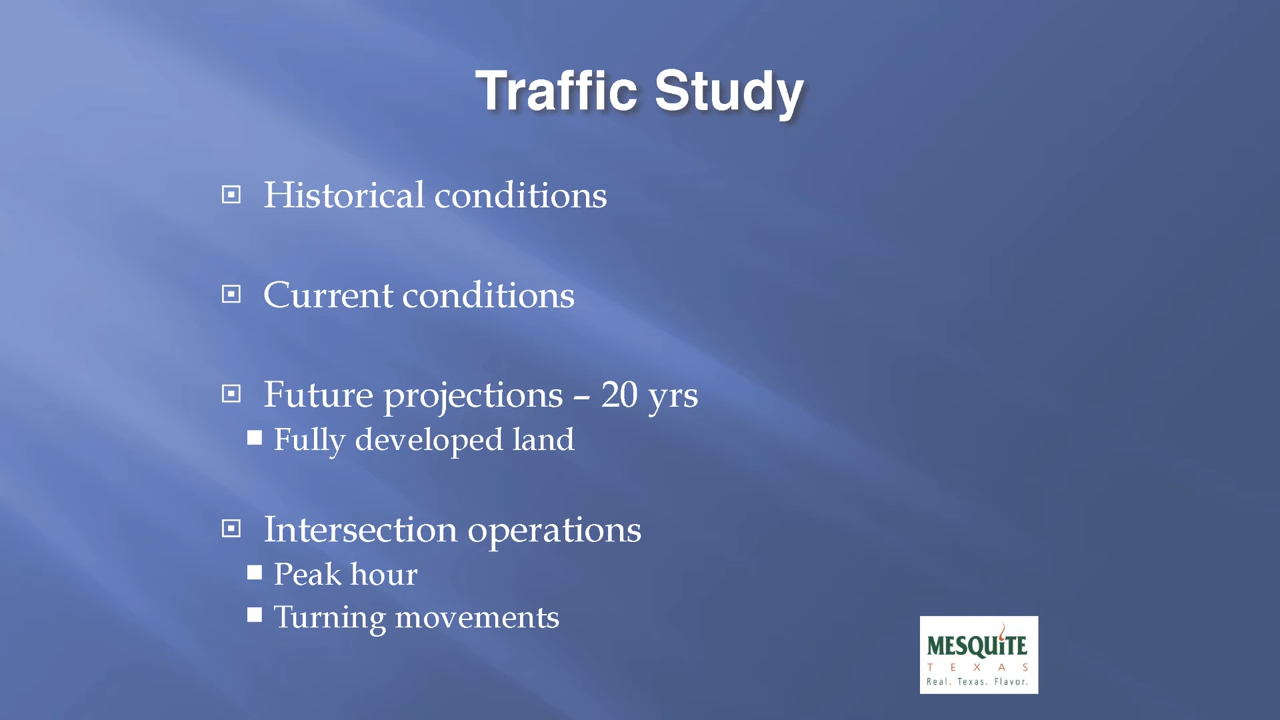 Traffic Study
Historical conditions
Current conditions
Future projections – 20 yrs
Fully developed land
Intersection operations
Peak hour
Turning movements
MESQUiTE
TEXAS
Real. Texas. Flavor.